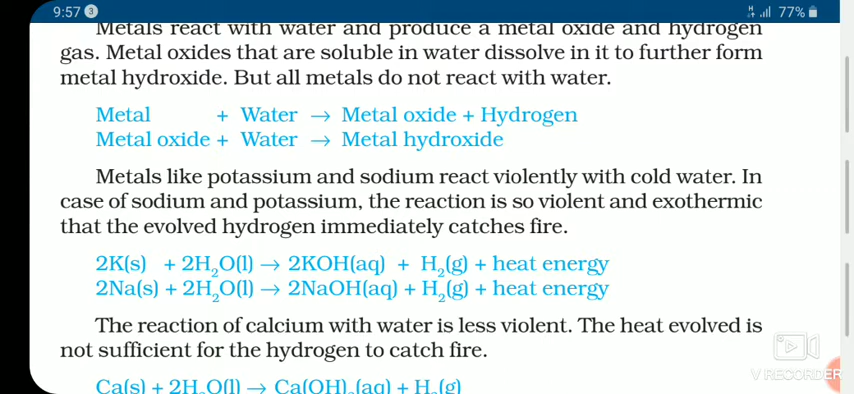 9:57 3 77%
Metals react with water and produce a metal oxide and hydrogen
gas. Metal oxides that are soluble in water dissolve in it to further form
metal hydroxide. But all metals do not react with water.
Metal + Water → Metal oxide + Hydrogen
Metal oxide + Water → Metal hydroxide
Metals like potassium and sodium react violently with cold water. In
case of sodium and potassium, the reaction is so violent and exothermic
that the evolved hydrogen immediately catches fire.
2K(s) + 2H₂O(l) → 2KOH(aq) + H₂(g) + heat energy
2Na(s) + 2H₂O(l) → 2NaOH(aq) + H₂(g) + heat energy
The reaction of calcium with water is less violent. The heat evolved is
not sufficient for the hydrogen to catch fire.
Ca(s) + 2H₂O(l) → Ca(OH)₂(aq) + H₂(g)
V RECORDER